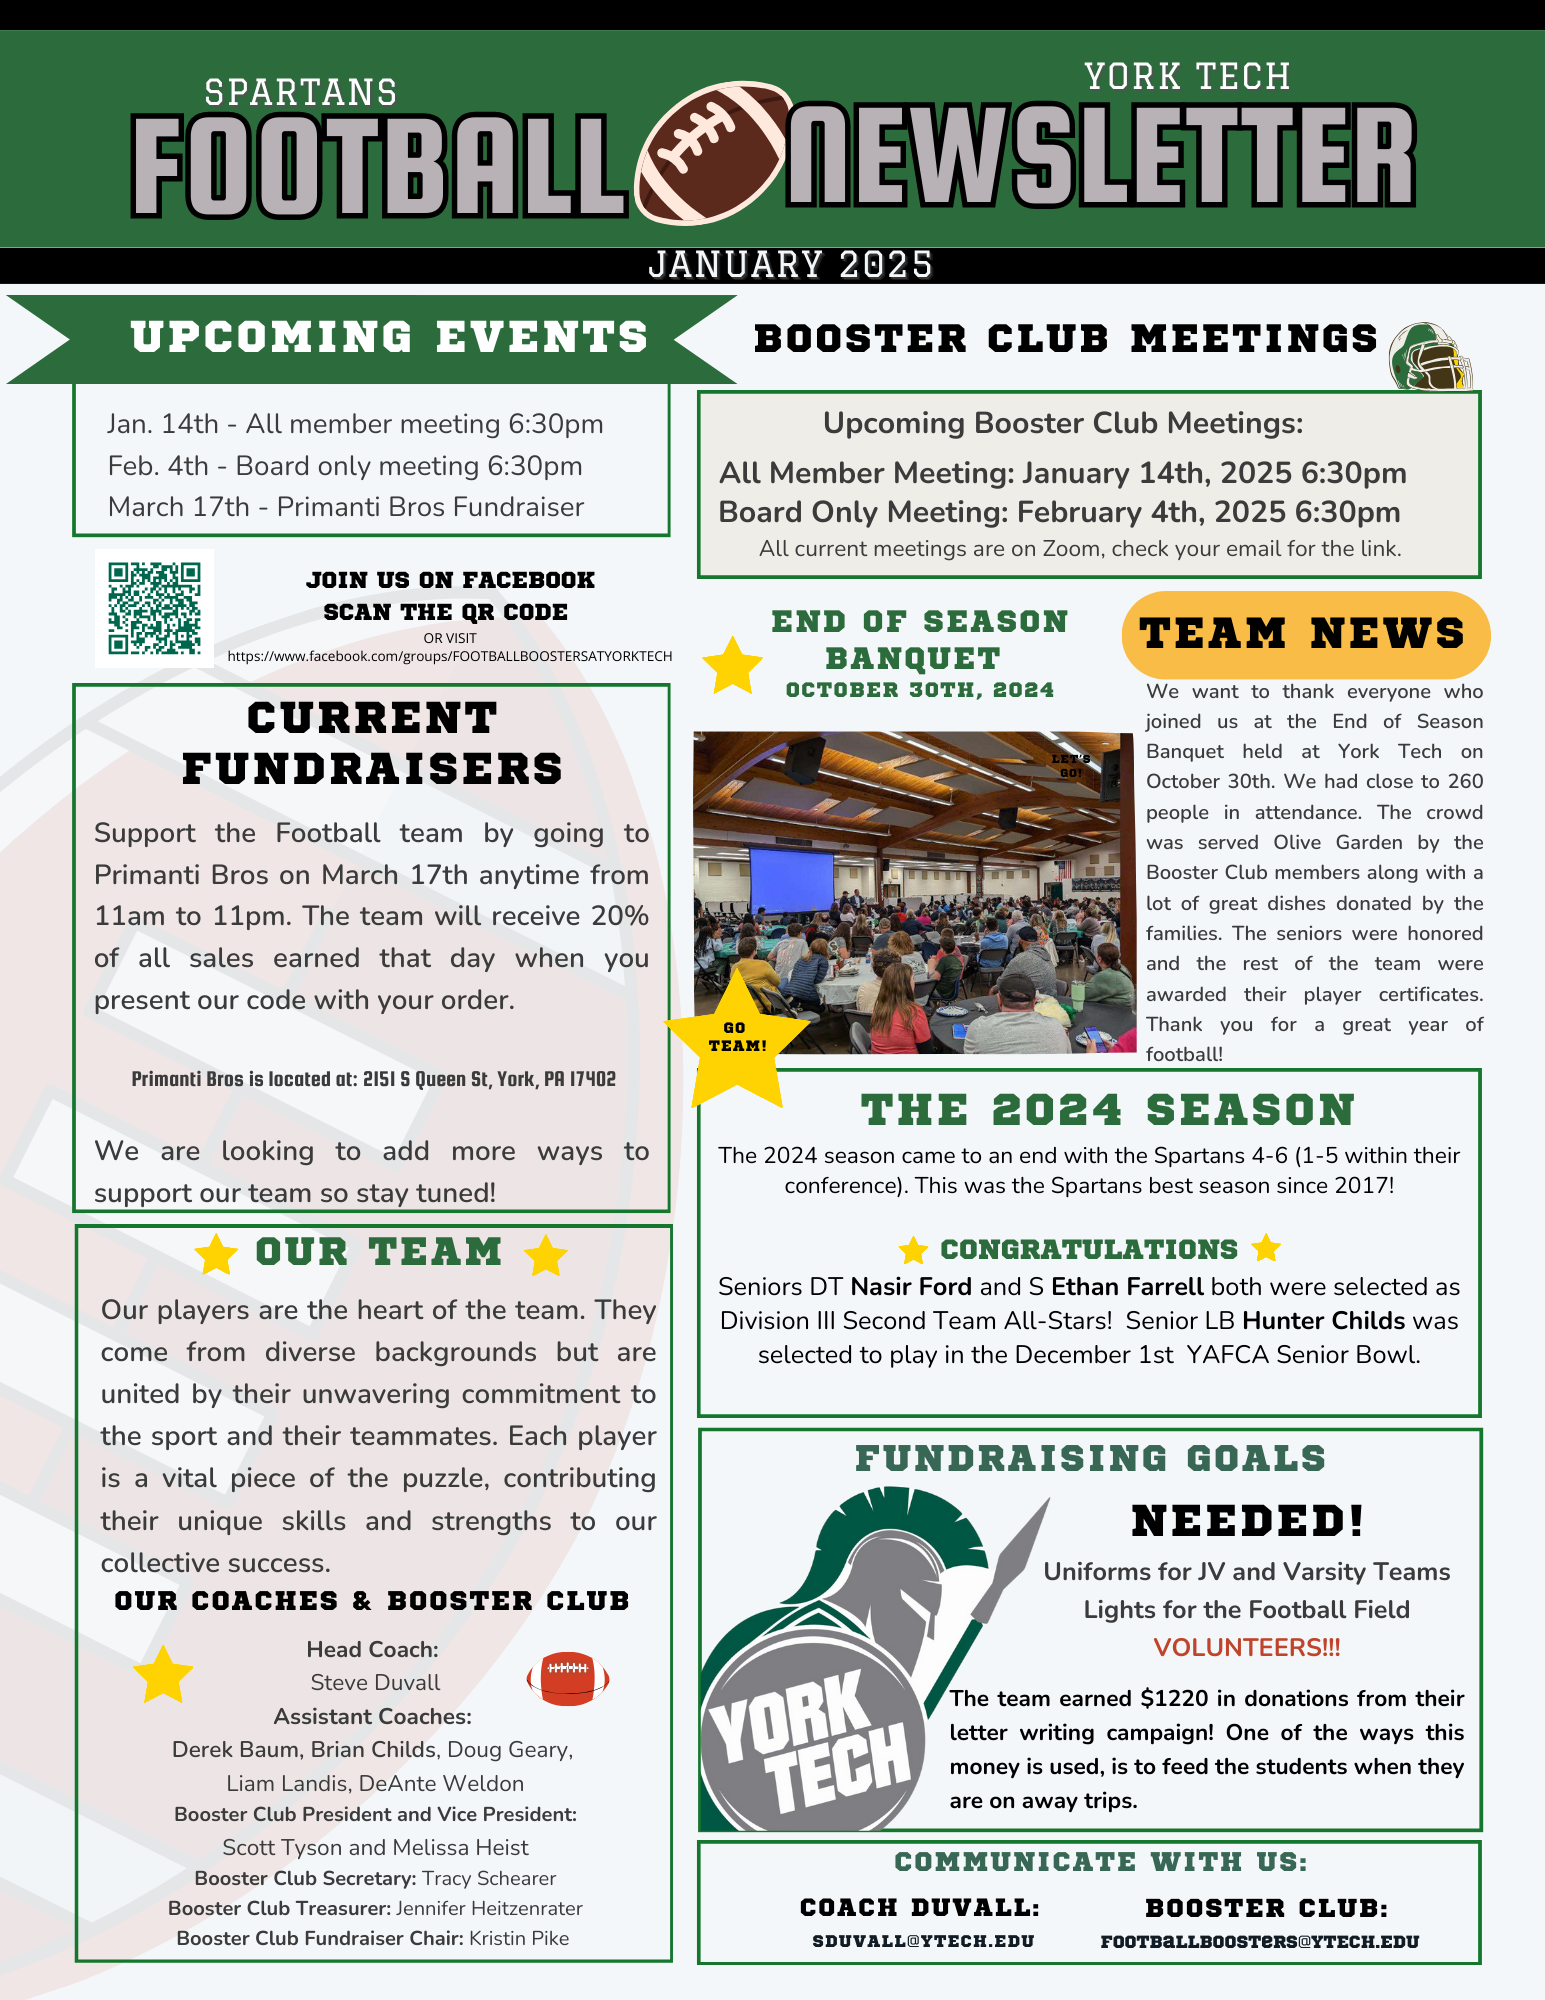 SPARTANS
YORK TECH
FOOTBALL NEWSLETTER
JANUARY 2025
UPCOMING EVENTS
Jan. 14th - All member meeting 6:30pm
Feb. 4th - Board only meeting 6:30pm
March 17th - Primanti Bros Fundraiser
JOIN US ON FACEBOOK
SCAN THE QR CODE
OR VISIT
https://www.facebook.com/groups/FOOTBALLBOOSTERSATYORKTECH
CURRENT
FUNDRAISERS
Support the Football team by going to
Primanti Bros on March 17th anytime from
11am to 11pm. The team will receive 20%
of all sales earned that day when you
present our code with your order.
Primanti Bros is located at: 2151 S Queen St, York, PA 17402
We are looking to add more ways to
support our team so stay tuned!
OUR TEAM
Our players are the heart of the team. They
come from diverse backgrounds but are
united by their unwavering commitment to
the sport and their teammates. Each player
is a vital piece of the puzzle, contributing
their unique skills and strengths to our
collective success.
OUR COACHES & BOOSTER CLUB
Head Coach:
Steve Duvall
Assistant Coaches:
Derek Baum, Brian Childs, Doug Geary,
Liam Landis, DeAnte Weldon
Booster Club President and Vice President:
Scott Tyson and Melissa Heist
Booster Club Secretary: Tracy Schearer
Booster Club Treasurer: Jennifer Heitzenrater
Booster Club Fundraiser Chair: Kristin Pike
BOOSTER CLUB MEETINGS
Upcoming Booster Club Meetings:
All Member Meeting: January 14th, 2025 6:30pm
Board Only Meeting: February 4th, 2025 6:30pm
All current meetings are on Zoom, check your email for the link.
END OF SEASON
BANQUET
OCTOBER 30TH, 2024
LET'S
GO!
GO
TEAM!
TEAM NEWS
We want to thank everyone who
joined us at the End of Season
Banquet held at York Tech on
October 30th. We had close to 260
people in attendance. The crowd
was served Olive Garden by the
Booster Club members along with a
lot of great dishes donated by the
families. The seniors were honored
and the rest of the team were
awarded their player certificates.
Thank you for a great year of
football!
THE 2024 SEASON
The 2024 season came to an end with the Spartans 4-6 (1-5 within their
conference). This was the Spartans best season since 2017!
CONGRATULATIONS
Seniors DT Nasir Ford and S Ethan Farrell both were selected as
Division III Second Team All-Stars! Senior LB Hunter Childs was
selected to play in the December 1st YAFCA Senior Bowl.
FUNDRAISING GOALS
NEEDED!
Uniforms for JV and Varsity Teams
Lights for the Football Field
VOLUNTEERS!!!
YORK
TECH
The team earned $1220 in donations from their
letter writing campaign! One of the ways this
money is used, is to feed the students when they
are on away trips.
COMMUNICATE WITH US:
COACH DUVALL:
SDUVALL@YTECH.EDU
BOOSTER CLUB:
FOOTBALLBOOSTERS@YTECH.EDU